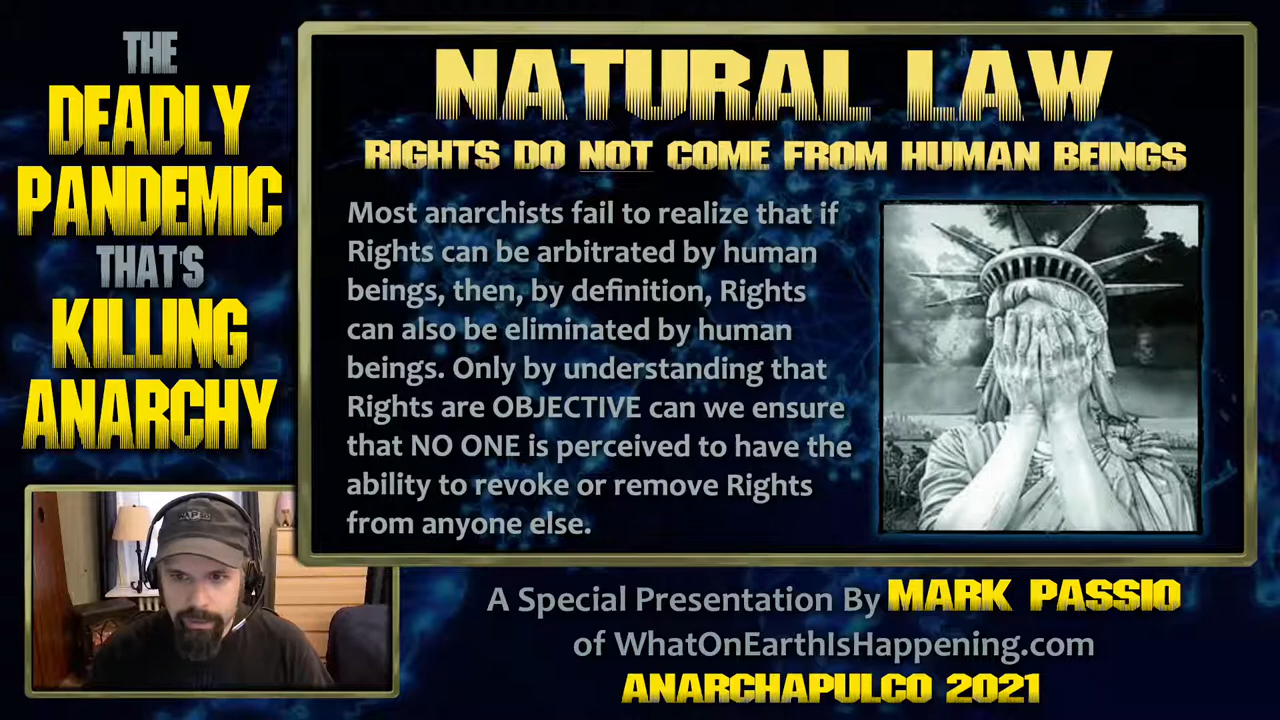 THE
DEADLY
PANDEMIC
THAT'S
KILLING
ANARCHY
NATURAL LAW
RIGHTS DO NOT COME FROM HUMAN BEINGS
Most anarchists fail to realize that if
Rights can be arbitrated by human
beings, then, by definition, Rights
can also be eliminated by human
beings. Only by understanding that
Rights are OBJECTIVE can we ensure
that NO ONE is perceived to have the
ability to revoke or remove Rights
from anyone else.
A Special Presentation By MARK PASSIO
of WhatOnEarthIsHappening.com
ANARCHAPULCO 2021